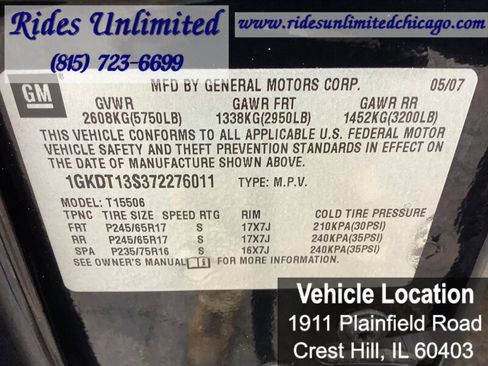 Rides Unlimited
(815) 723-6699
www.ridesunlimitedchicago.com
GM
MFD BY GENERAL MOTORS CORP. 05/07
GVWR GAWR FRT GAWR RR
2608KG(5750LB) 1338KG(2950LB) 1452KG(3200LB)
THIS VEHICLE CONFORMS TO ALL APPLICABLE U.S. FEDERAL MOTOR
VEHICLE SAFETY AND THEFT PREVENTION STANDARDS IN EFFECT ON
THE DATE OF MANUFACTURE SHOWN ABOVE.
1GKDT13S372276011 TYPE: M.P.V.
MODEL: T15506
TPNC TIRE SIZE SPEED RTG RIM COLD TIRE PRESSURE
FRT P245/65R17 S 17X7J 210KPA(30PSI)
RR P245/65R17 S 17X7J 240KPA(35PSI)
SPA P235/75R16 S 16X7J 240KPA(35PSI)
SEE OWNER'S MANUAL FOR MORE INFORMATION.
Vehicle Location
1911 Plainfield Road
Crest Hill, IL 60403